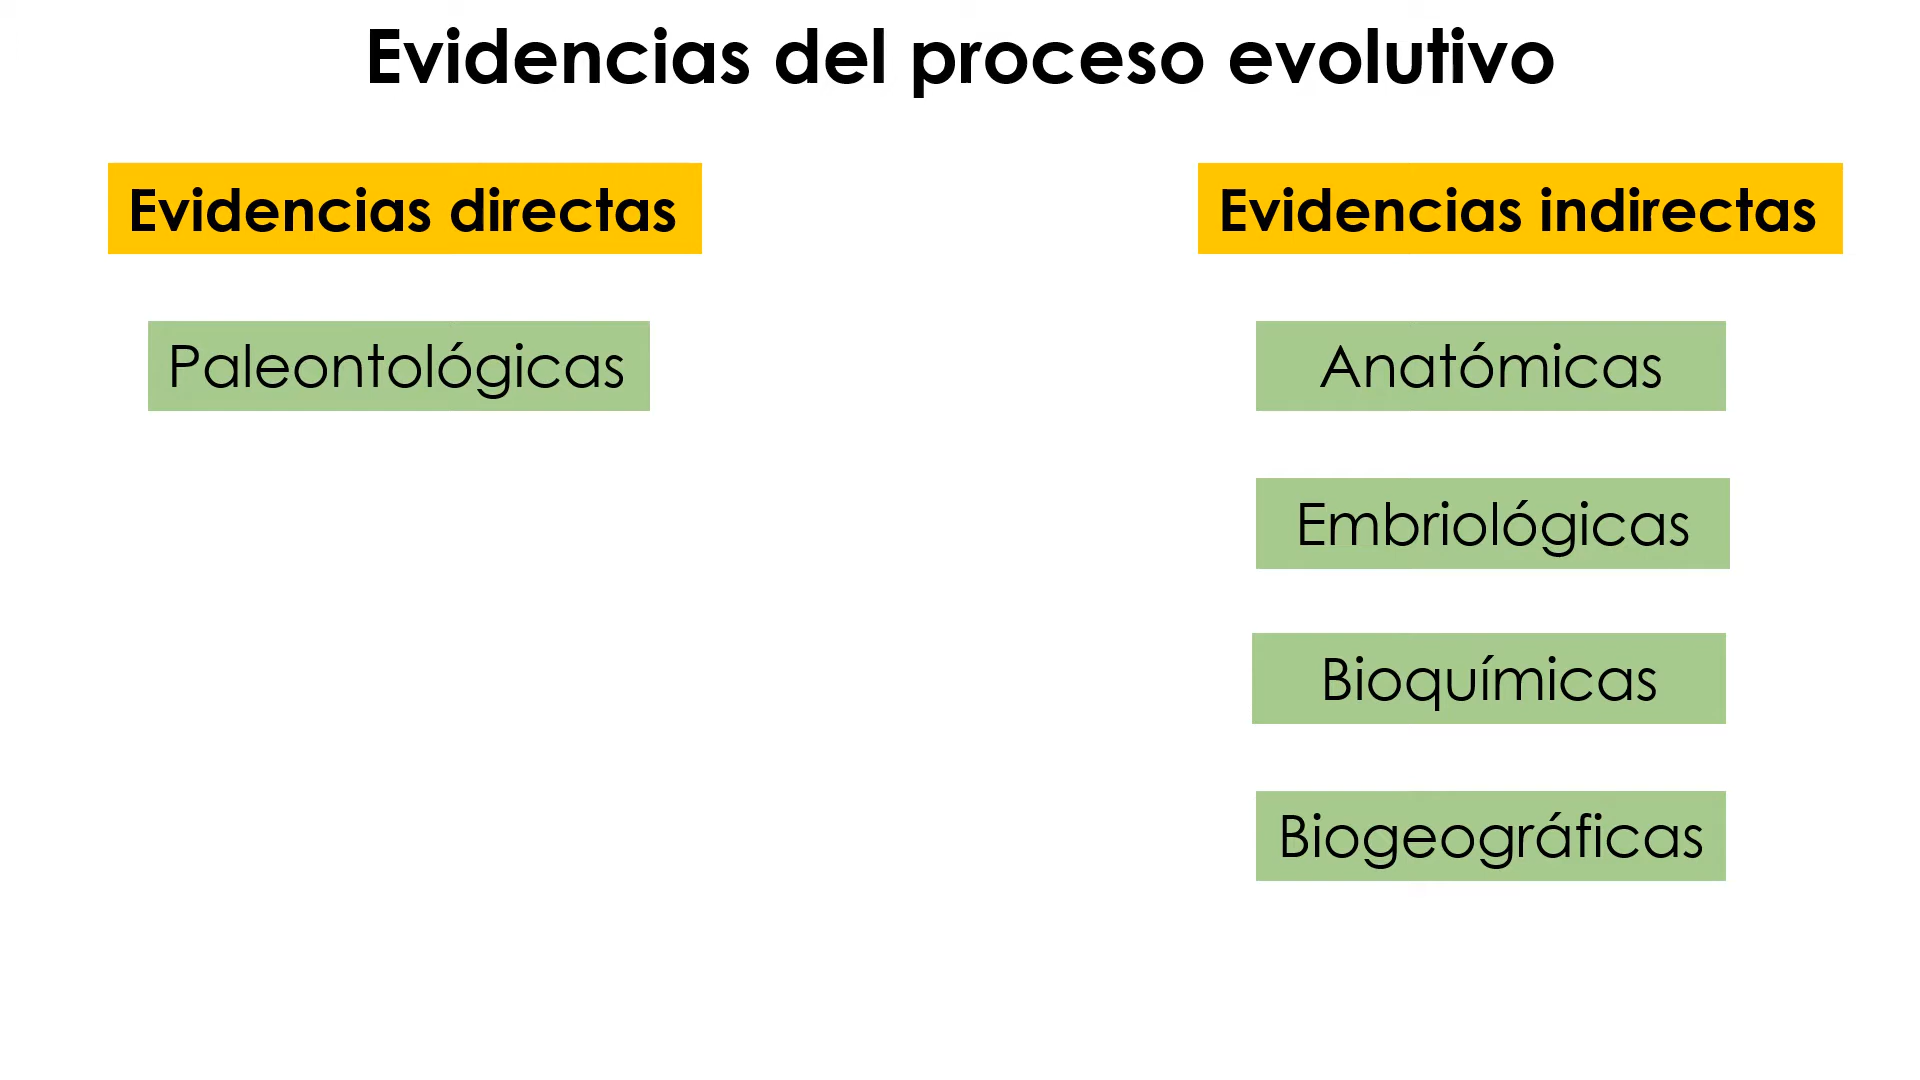 Evidencias del proceso evolutivo
Evidencias directas
Paleontológicas
Evidencias indirectas
Anatómicas
Embriológicas
Bioquímicas
Biogeográficas